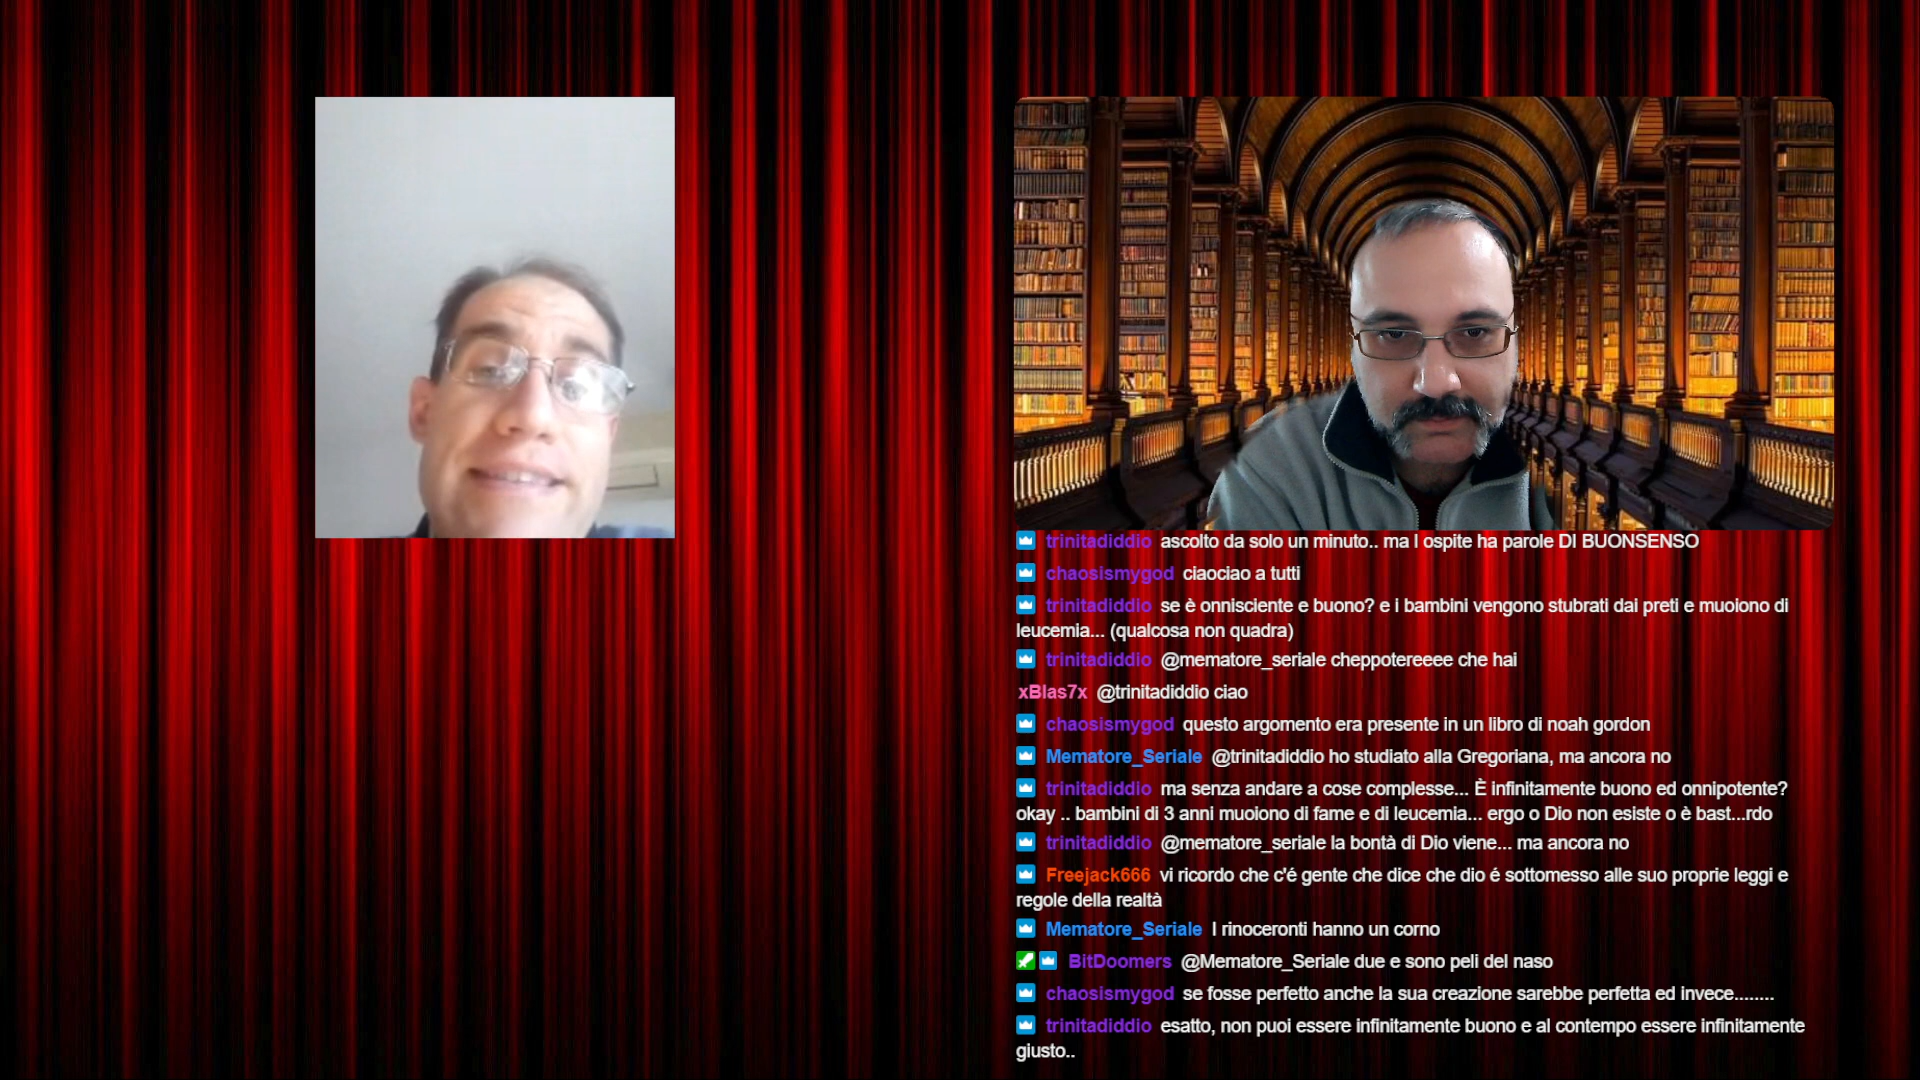 trinitadiddio ascolto da solo un minuto.. ma l ospite ha parole DI BUONSENSO
chaosismygod ciaociao a tutti
trinitadiddio se è onnisciente e buono? e i bambini vengono stubrati dai preti e muoiono di
leucemia... (qualcosa non quadra)
trinitadiddio @mematore_seriale cheppotereeee che hai
xBlas7x @trinitadiddio ciao
chaosismygod questo argomento era presente in un libro di noah gordon
Mematore_Seriale @trinitadiddio ho studiato alla Gregoriana, ma ancora no
trinitadiddio ma senza andare a cose complesse... È infinitamente buono ed onnipotente?
okay .. bambini di 3 anni muoiono di fame e di leucemia... ergo o Dio non esiste o è bast...rdo
trinitadiddio @mematore_seriale la bontà di Dio viene... ma ancora no
Freejack666 vi ricordo che c'é gente che dice che dio é sottomesso alle suo proprie leggi e
regole della realtà
Mematore_Seriale I rinoceronti hanno un corno
BitDoomers @Mematore_Seriale due e sono peli del naso
chaosismygod se fosse perfetto anche la sua creazione sarebbe perfetta ed invece........
trinitadiddio esatto, non puoi essere infinitamente buono e al contempo essere infinitamente
giusto..